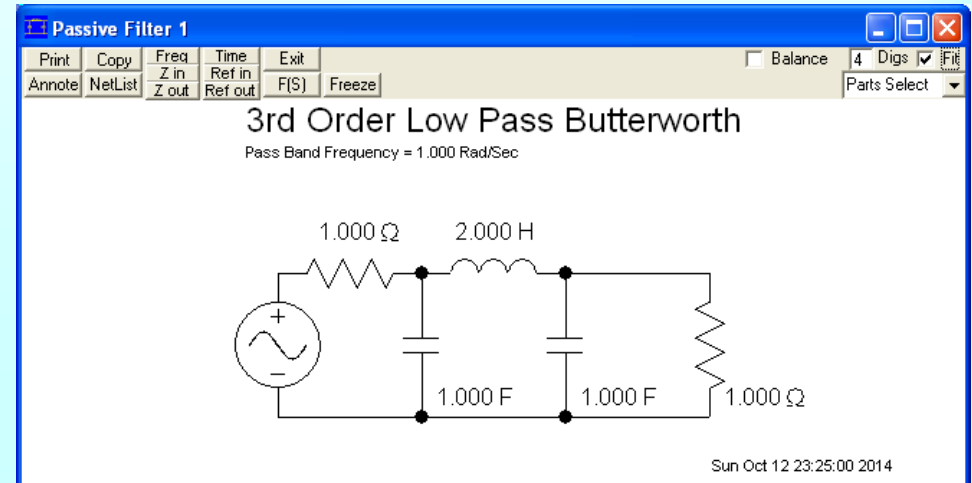 Passive Filter 1
Print Copy Freq Time Exit Balance 4 Digs Fit
Z in Ref in
Annote NetList Z out Ref out F(S) Freeze Parts Select
3rd Order Low Pass Butterworth
Pass Band Frequency = 1.000 Rad/Sec
1.000 Ω 2.000 H
+
−
1.000 F 1.000 F 1.000 Ω
Sun Oct 12 23:25:00 2014